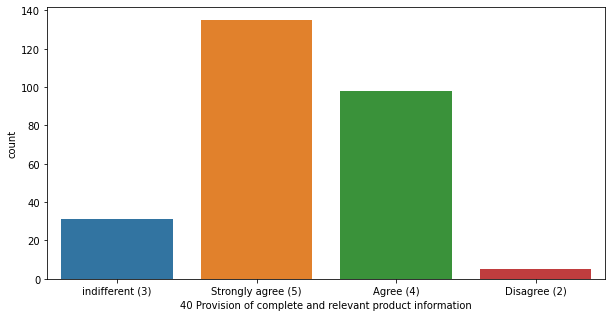 140
120
100
80
60
40
20
0
count
indifferent (3) Strongly agree (5) Agree (4) Disagree (2)
40 Provision of complete and relevant product information